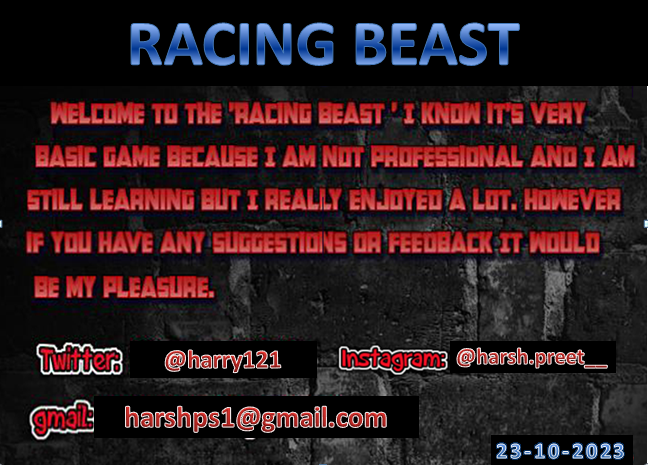 RACING BEAST
WELCOME TO THE 'RACING BEAST ' I KNOW IT'S VERY
BASIC GAME BECAUSE I AM NOT PROFESSIONAL AND I AM
STILL LEARNING BUT I REALLY ENJOYED A LOT. HOWEVER
IF YOU HAVE ANY SUGGESTIONS OR FEEDBACK IT WOULD
BE MY PLEASURE.
Twitter: @harry121 Instagram: @harsh.preet__
gmail: harshps1@gmail.com
23-10-2023